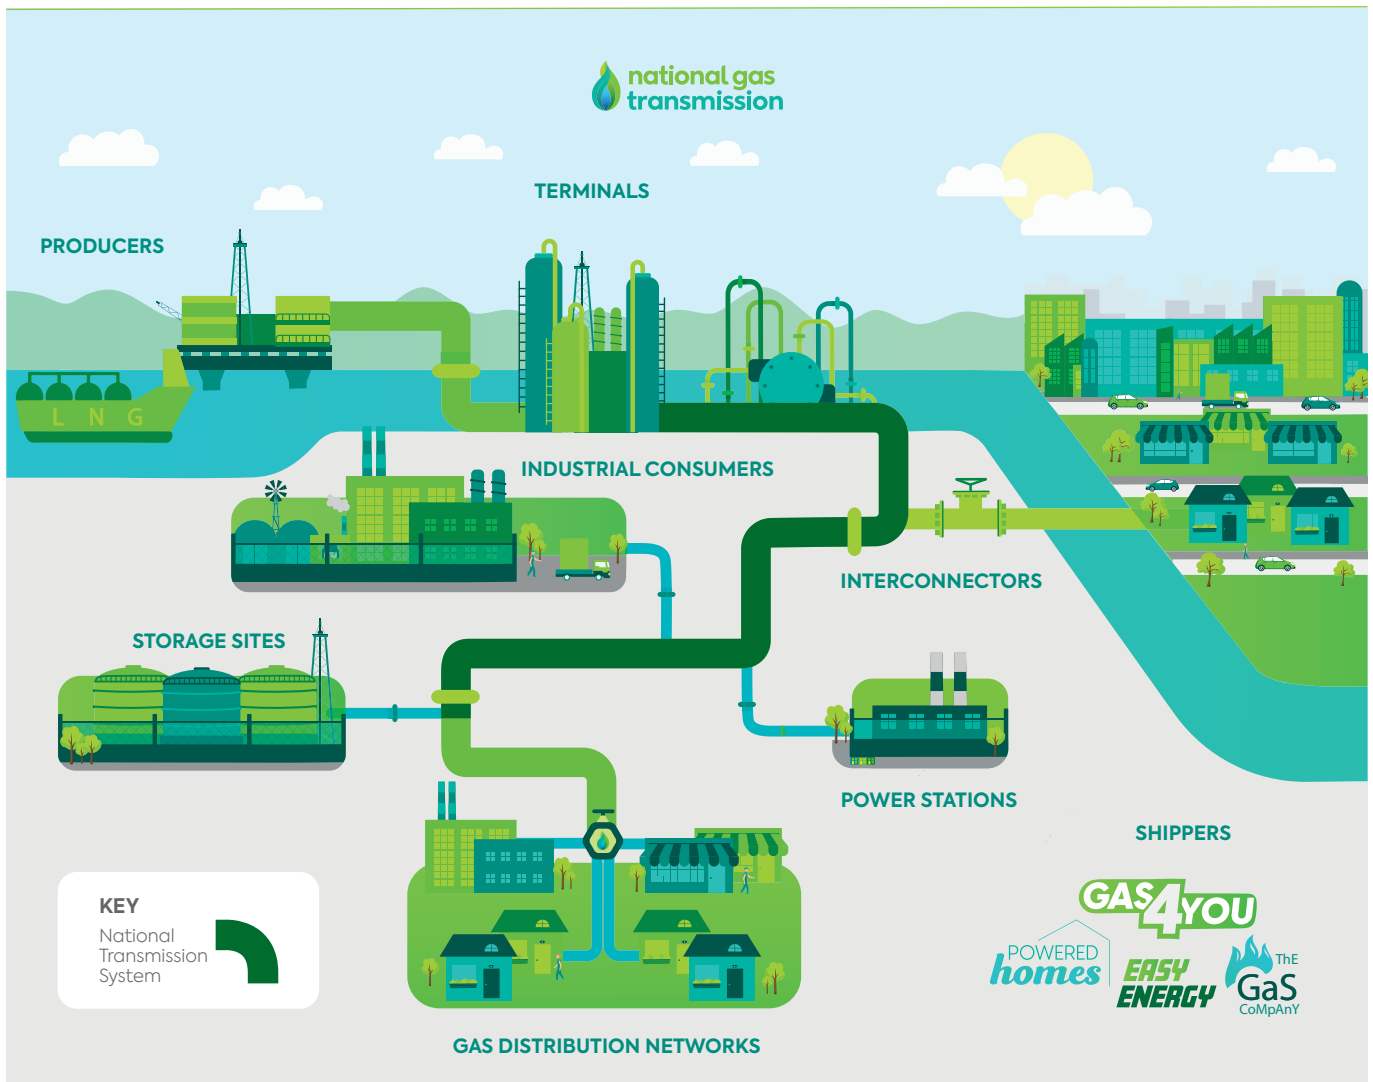 national gas
transmission
TERMINALS
PRODUCERS
L N G
INDUSTRIAL CONSUMERS
INTERCONNECTORS
STORAGE SITES
POWER STATIONS
SHIPPERS
GAS4YOU
POWERED
homes
EASY
ENERGY
ThE
GaS
CoMpAnY
KEY
National
Transmission
System
GAS DISTRIBUTION NETWORKS